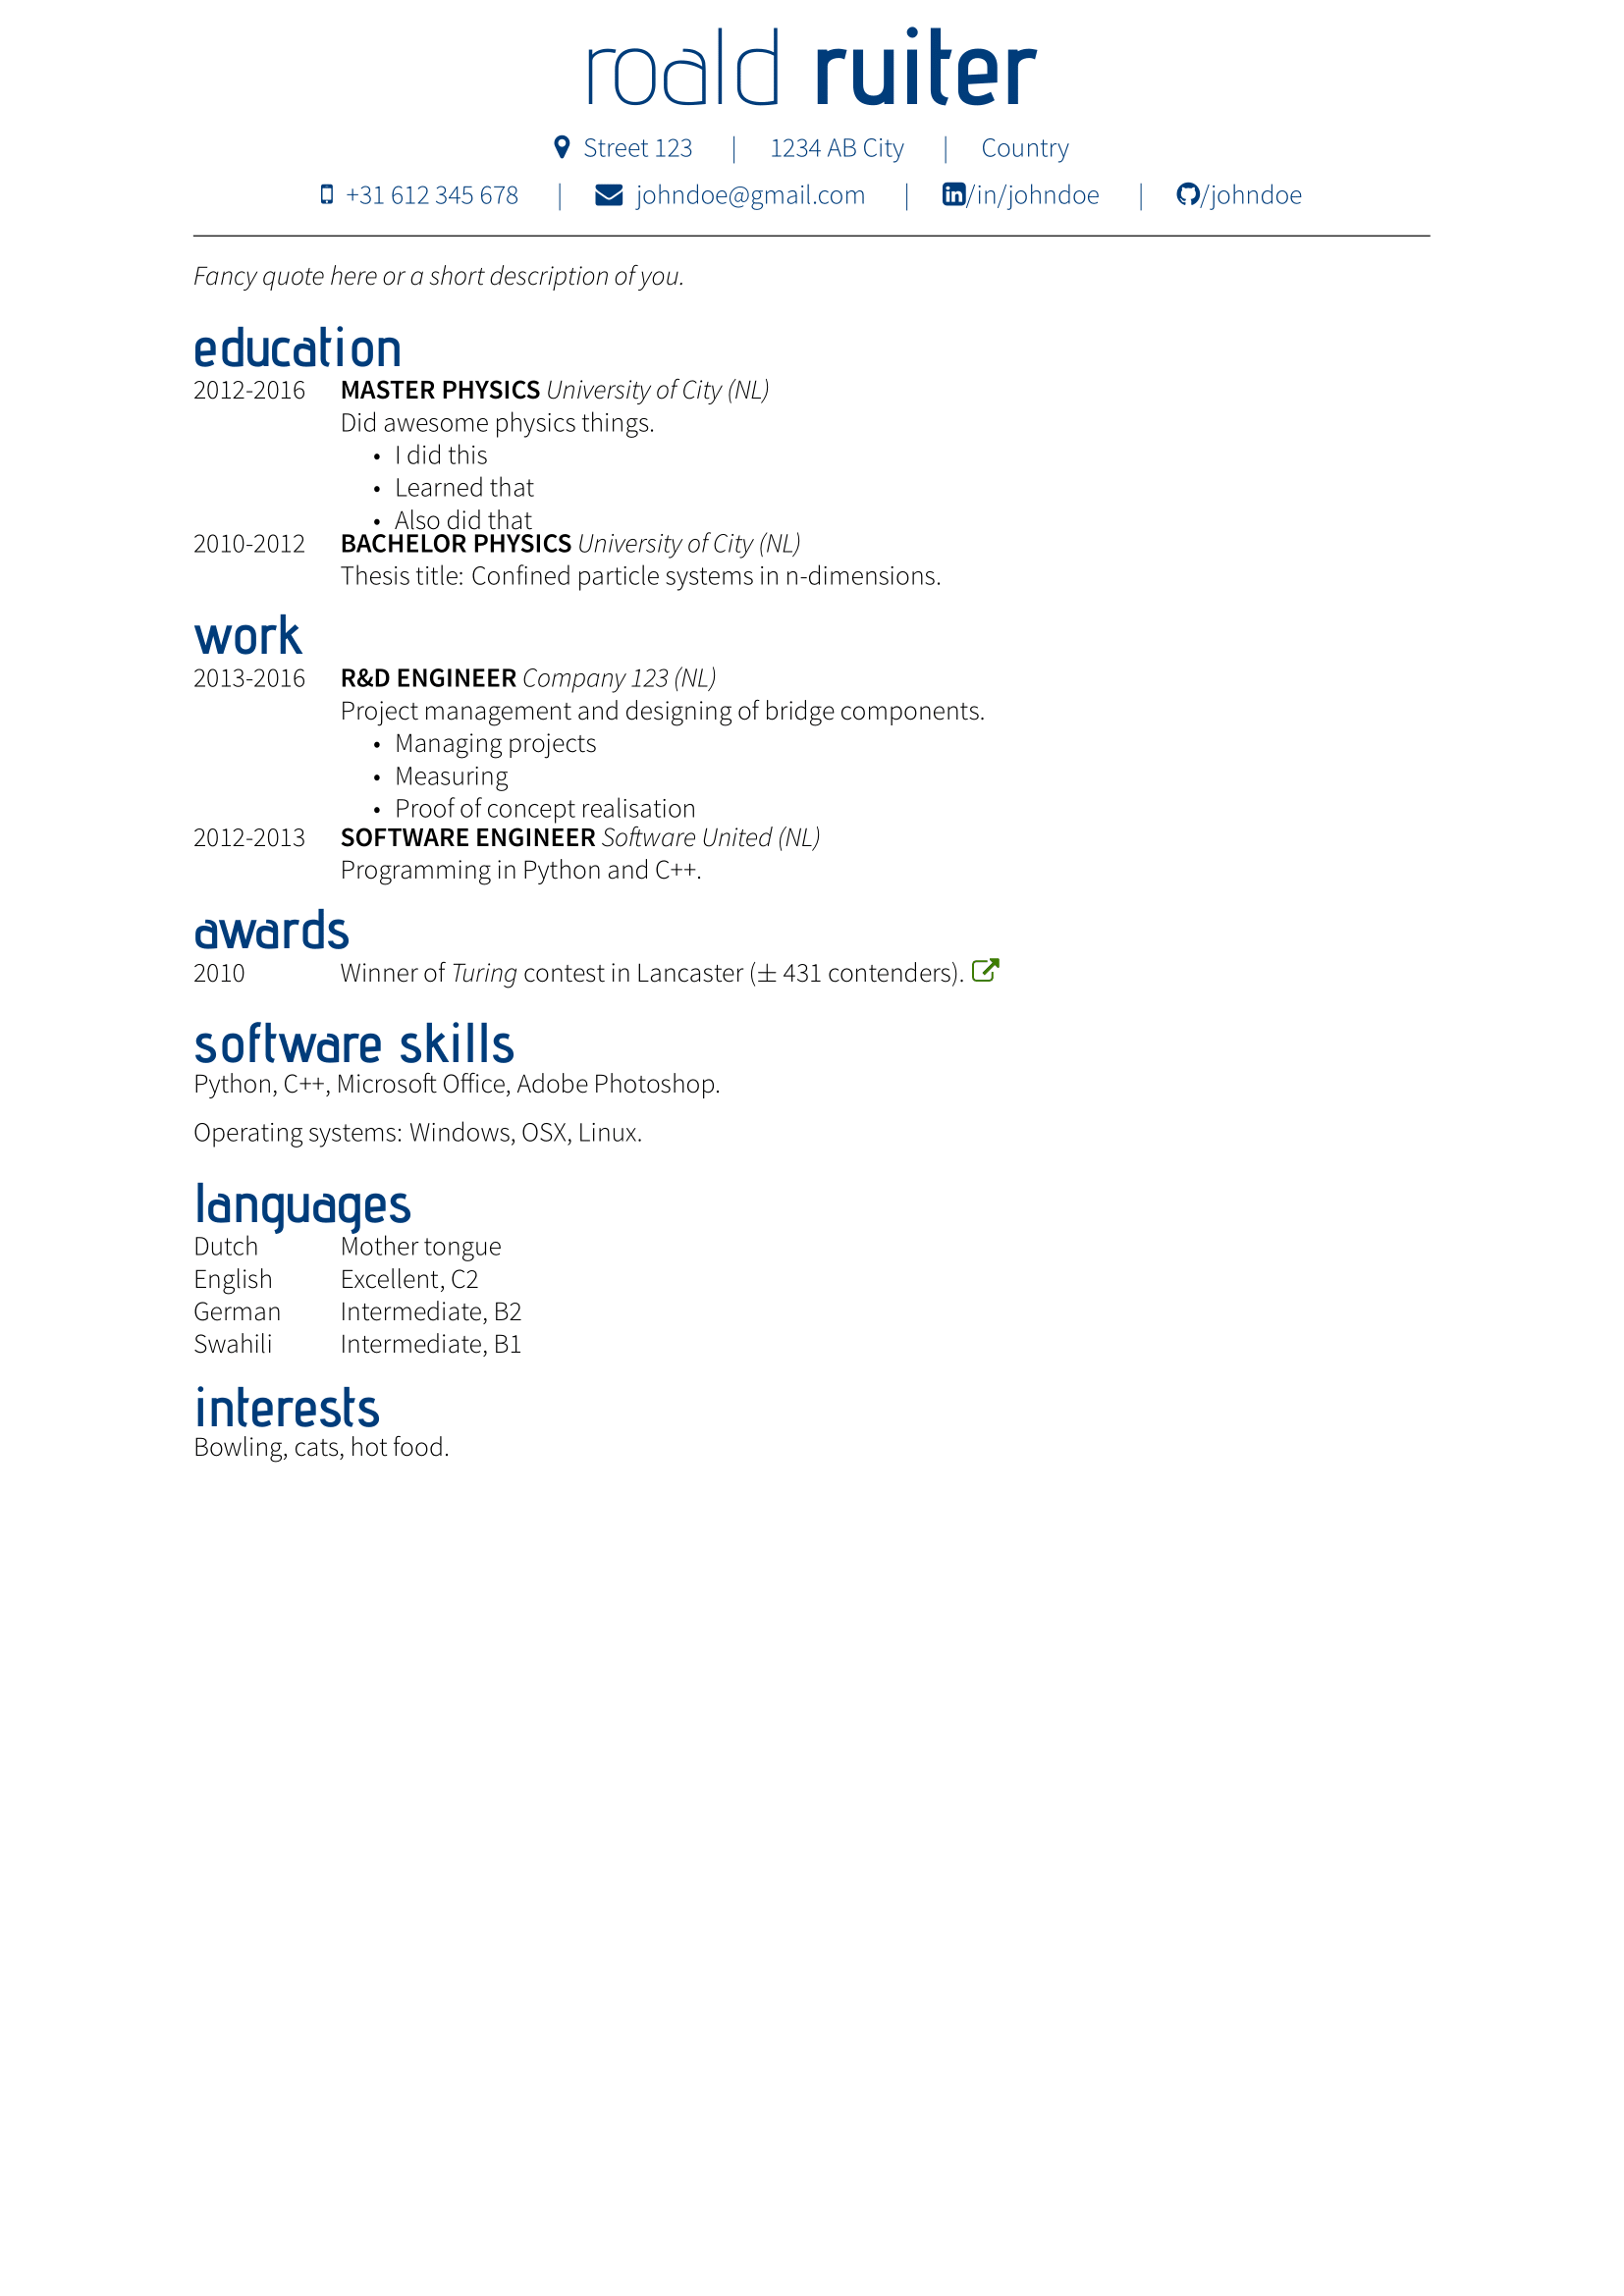 roald ruiter
Street 123 | 1234 AB City | Country
+31 612 345 678 | johndoe@gmail.com | in/in/johndoe | /johndoe
Fancy quote here or a short description of you.
education
2012-2016 MASTER PHYSICS University of City (NL)
Did awesome physics things.
• I did this
• Learned that
• Also did that
2010-2012 BACHELOR PHYSICS University of City (NL)
Thesis title: Confined particle systems in n-dimensions.
work
2013-2016 R&D ENGINEER Company 123 (NL)
Project management and designing of bridge components.
• Managing projects
• Measuring
• Proof of concept realisation
2012-2013 SOFTWARE ENGINEER Software United (NL)
Programming in Python and C++.
awards
2010 Winner of Turing contest in Lancaster (± 431 contenders).
software skills
Python, C++, Microsoft Office, Adobe Photoshop.
Operating systems: Windows, OSX, Linux.
languages
Dutch Mother tongue
English Excellent, C2
German Intermediate, B2
Swahili Intermediate, B1
interests
Bowling, cats, hot food.